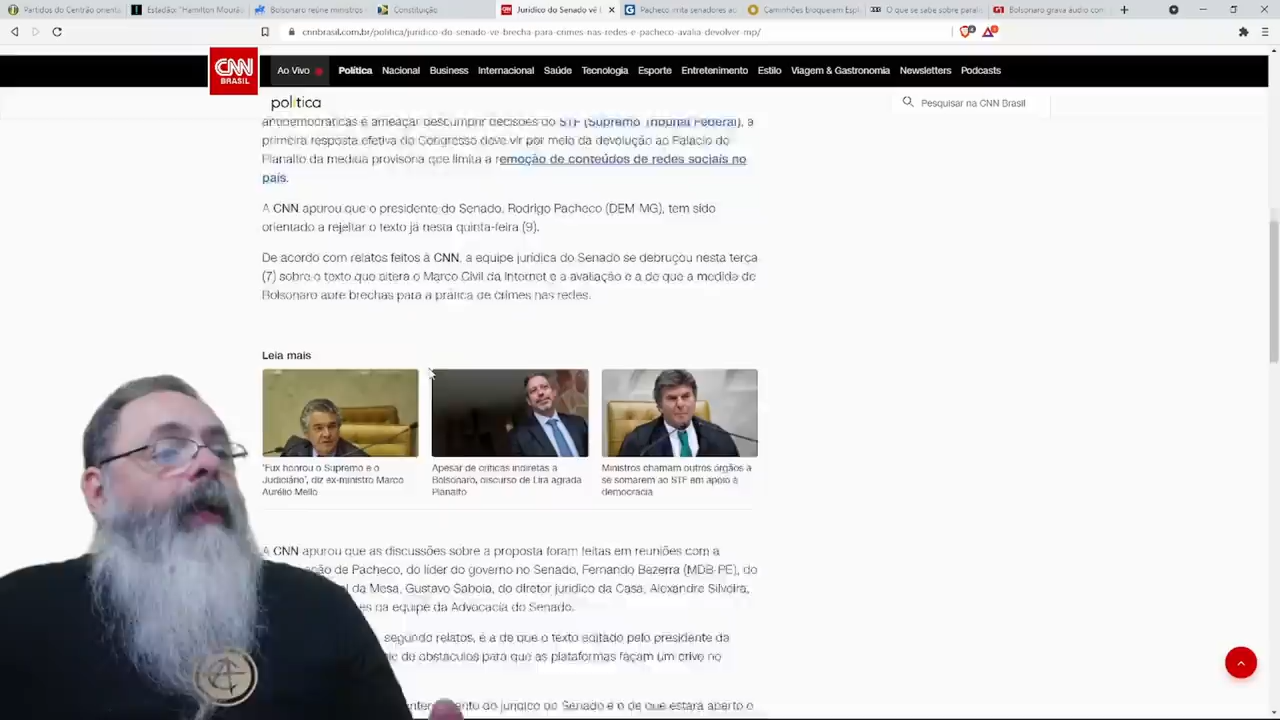 Partidos do Centrão orienta
Estadão: "Hamilton Mourão
Bolsonaro reúne ministros
Constituição
Jurídico do Senado vê
Pacheco irrita senadores ao
Caminhões bloqueiam Espl
O que se sabe sobre parali
Bolsonaro grava áudio com
cnnbrasil.com.br/politica/juridico-do-senado-ve-brecha-para-crimes-nas-redes-e-pacheco-avalia-devolver-mp/
CNN BRASIL
Ao Vivo Política Nacional Business Internacional Saúde Tecnologia Esporte Entretenimento Estilo Viagem & Gastronomia Newsletters Podcasts
política
Pesquisar na CNN Brasil
antidemocráticas e ameaçar descumprir decisões do STF (Supremo Tribunal Federal), a
primeira resposta efetiva do Congresso deve vir por meio da devolução ao Palácio do
Planalto da medida provisória que limita a remoção de conteúdos de redes sociais no
país.
A CNN apurou que o presidente do Senado, Rodrigo Pacheco (DEM-MG), tem sido
orientado a rejeitar o texto já nesta quinta-feira (9).
De acordo com relatos feitos à CNN, a equipe jurídica do Senado se debruçou nesta terça
(7) sobre o texto que altera o Marco Civil da Internet e a avaliação é a de que a medida de
Bolsonaro abre brechas para a prática de crimes nas redes.
Leia mais
"Fux honrou o Supremo e o
Judiciário", diz ex-ministro Marco
Aurélio Mello
Apesar de críticas indiretas a
Bolsonaro, discurso de Lira agrada
Planalto
Ministros chamam outros órgãos a
se somarem ao STF em apoio à
democracia
A CNN apurou que as discussões sobre a proposta foram feitas em reuniões com a
de Pacheco, do líder do governo no Senado, Fernando Bezerra (MDB-PE), do
da Mesa, Gustavo Saboia, do diretor jurídico da Casa, Alexandre Silveira,
na equipe da Advocacia do Senado.
segundo relatos, é a de que o texto editado pelo presidente da
de obstáculos para que as plataformas façam um crivo no
do jurídico no Senado é o de que estará aberto o